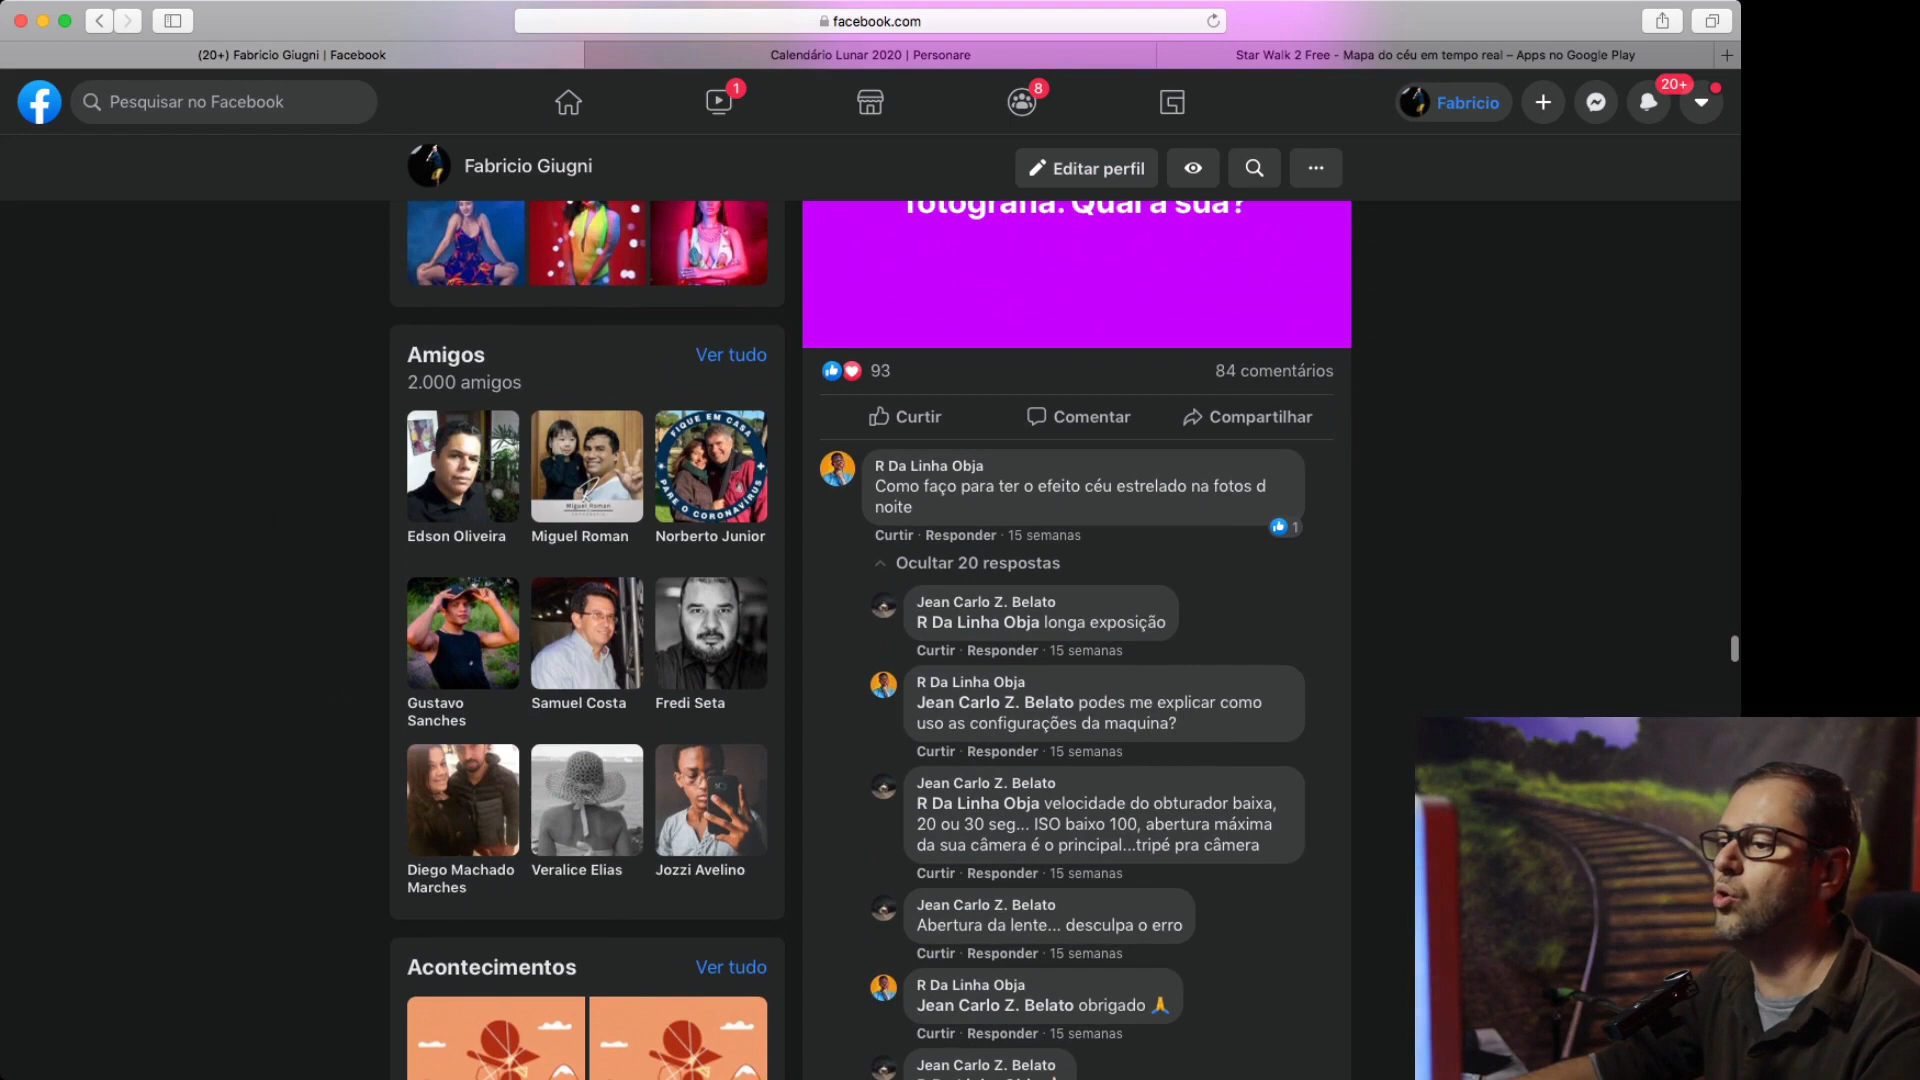 facebook.com
(20+) Fabricio Giugni | Facebook
Calendário Lunar 2020 | Personare
Star Walk 2 Free - Mapa do céu em tempo real – Apps no Google Play
Pesquisar no Facebook
1
8
Fabricio
20+
Fabricio Giugni
Editar perfil
fotografia. Qual a sua?
Amigos
Ver tudo
2.000 amigos
FIQUE EM CASA
PARE O CORONAVÍRUS
Miguel Roman
Edson Oliveira
Miguel Roman
Norberto Junior
Gustavo
Sanches
Samuel Costa
Fredi Seta
Diego Machado
Marches
Veralice Elias
Jozzi Avelino
Acontecimentos
Ver tudo
93
84 comentários
Curtir
Comentar
Compartilhar
R Da Linha Obja
Como faço para ter o efeito céu estrelado na fotos d
noite
1
Curtir · Responder · 15 semanas
Ocultar 20 respostas
Jean Carlo Z. Belato
R Da Linha Obja longa exposição
Curtir · Responder · 15 semanas
R Da Linha Obja
Jean Carlo Z. Belato podes me explicar como
uso as configurações da maquina?
Curtir · Responder · 15 semanas
Jean Carlo Z. Belato
R Da Linha Obja velocidade do obturador baixa,
20 ou 30 seg... ISO baixo 100, abertura máxima
da sua câmera é o principal...tripé pra câmera
Curtir · Responder · 15 semanas
Jean Carlo Z. Belato
Abertura da lente... desculpa o erro
Curtir · Responder · 15 semanas
R Da Linha Obja
Jean Carlo Z. Belato obrigado 🙏
Curtir · Responder · 15 semanas
Jean Carlo Z. Belato